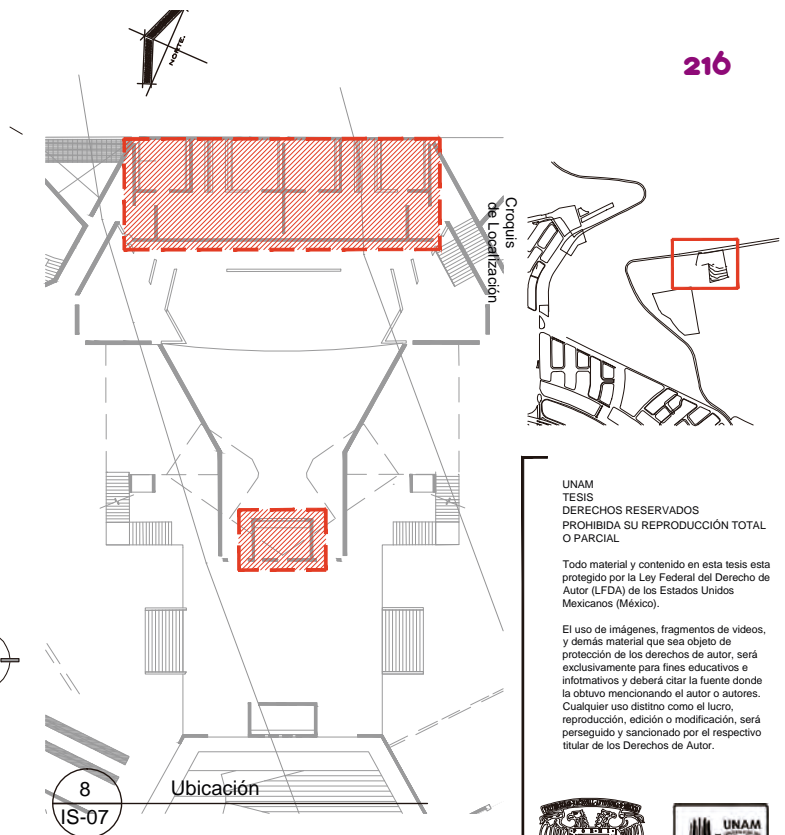 NORTE.
216
Croquis
de Localización
UNAM
TESIS
DERECHOS RESERVADOS
PROHIBIDA SU REPRODUCCIÓN TOTAL
O PARCIAL
Todo material y contenido en esta tesis esta
protegido por la Ley Federal del Derecho de
Autor (LFDA) de los Estados Unidos
Mexicanos (México).
El uso de imágenes, fragmentos de videos,
y demás material que sea objeto de
protección de los derechos de autor, será
exclusivamente para fines educativos e
infotmativos y deberá citar la fuente donde
la obtuvo mencionando el autor o autores.
Cualquier uso distitno como el lucro,
reproducción, edición o modificación, será
perseguido y sancionado por el respectivo
titular de los Derechos de Autor.
8
IS-07
Ubicación
UNAM